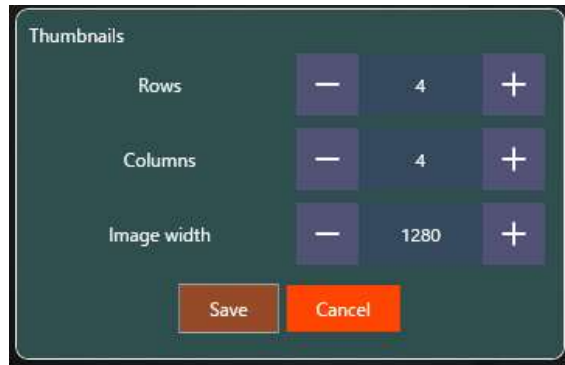 Thumbnails
Rows − 4 +
Columns − 4 +
Image width − 1280 +
Save Cancel